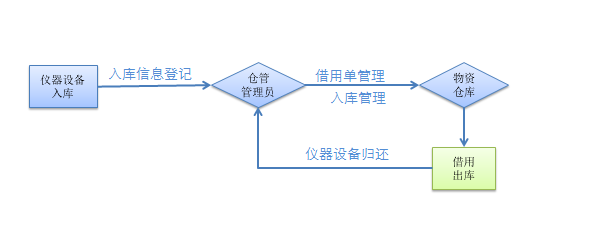 仪器设备
入库
入库信息登记
仓管
管理员
借用单管理
入库管理
物资
仓库
仪器设备归还
借用
出库